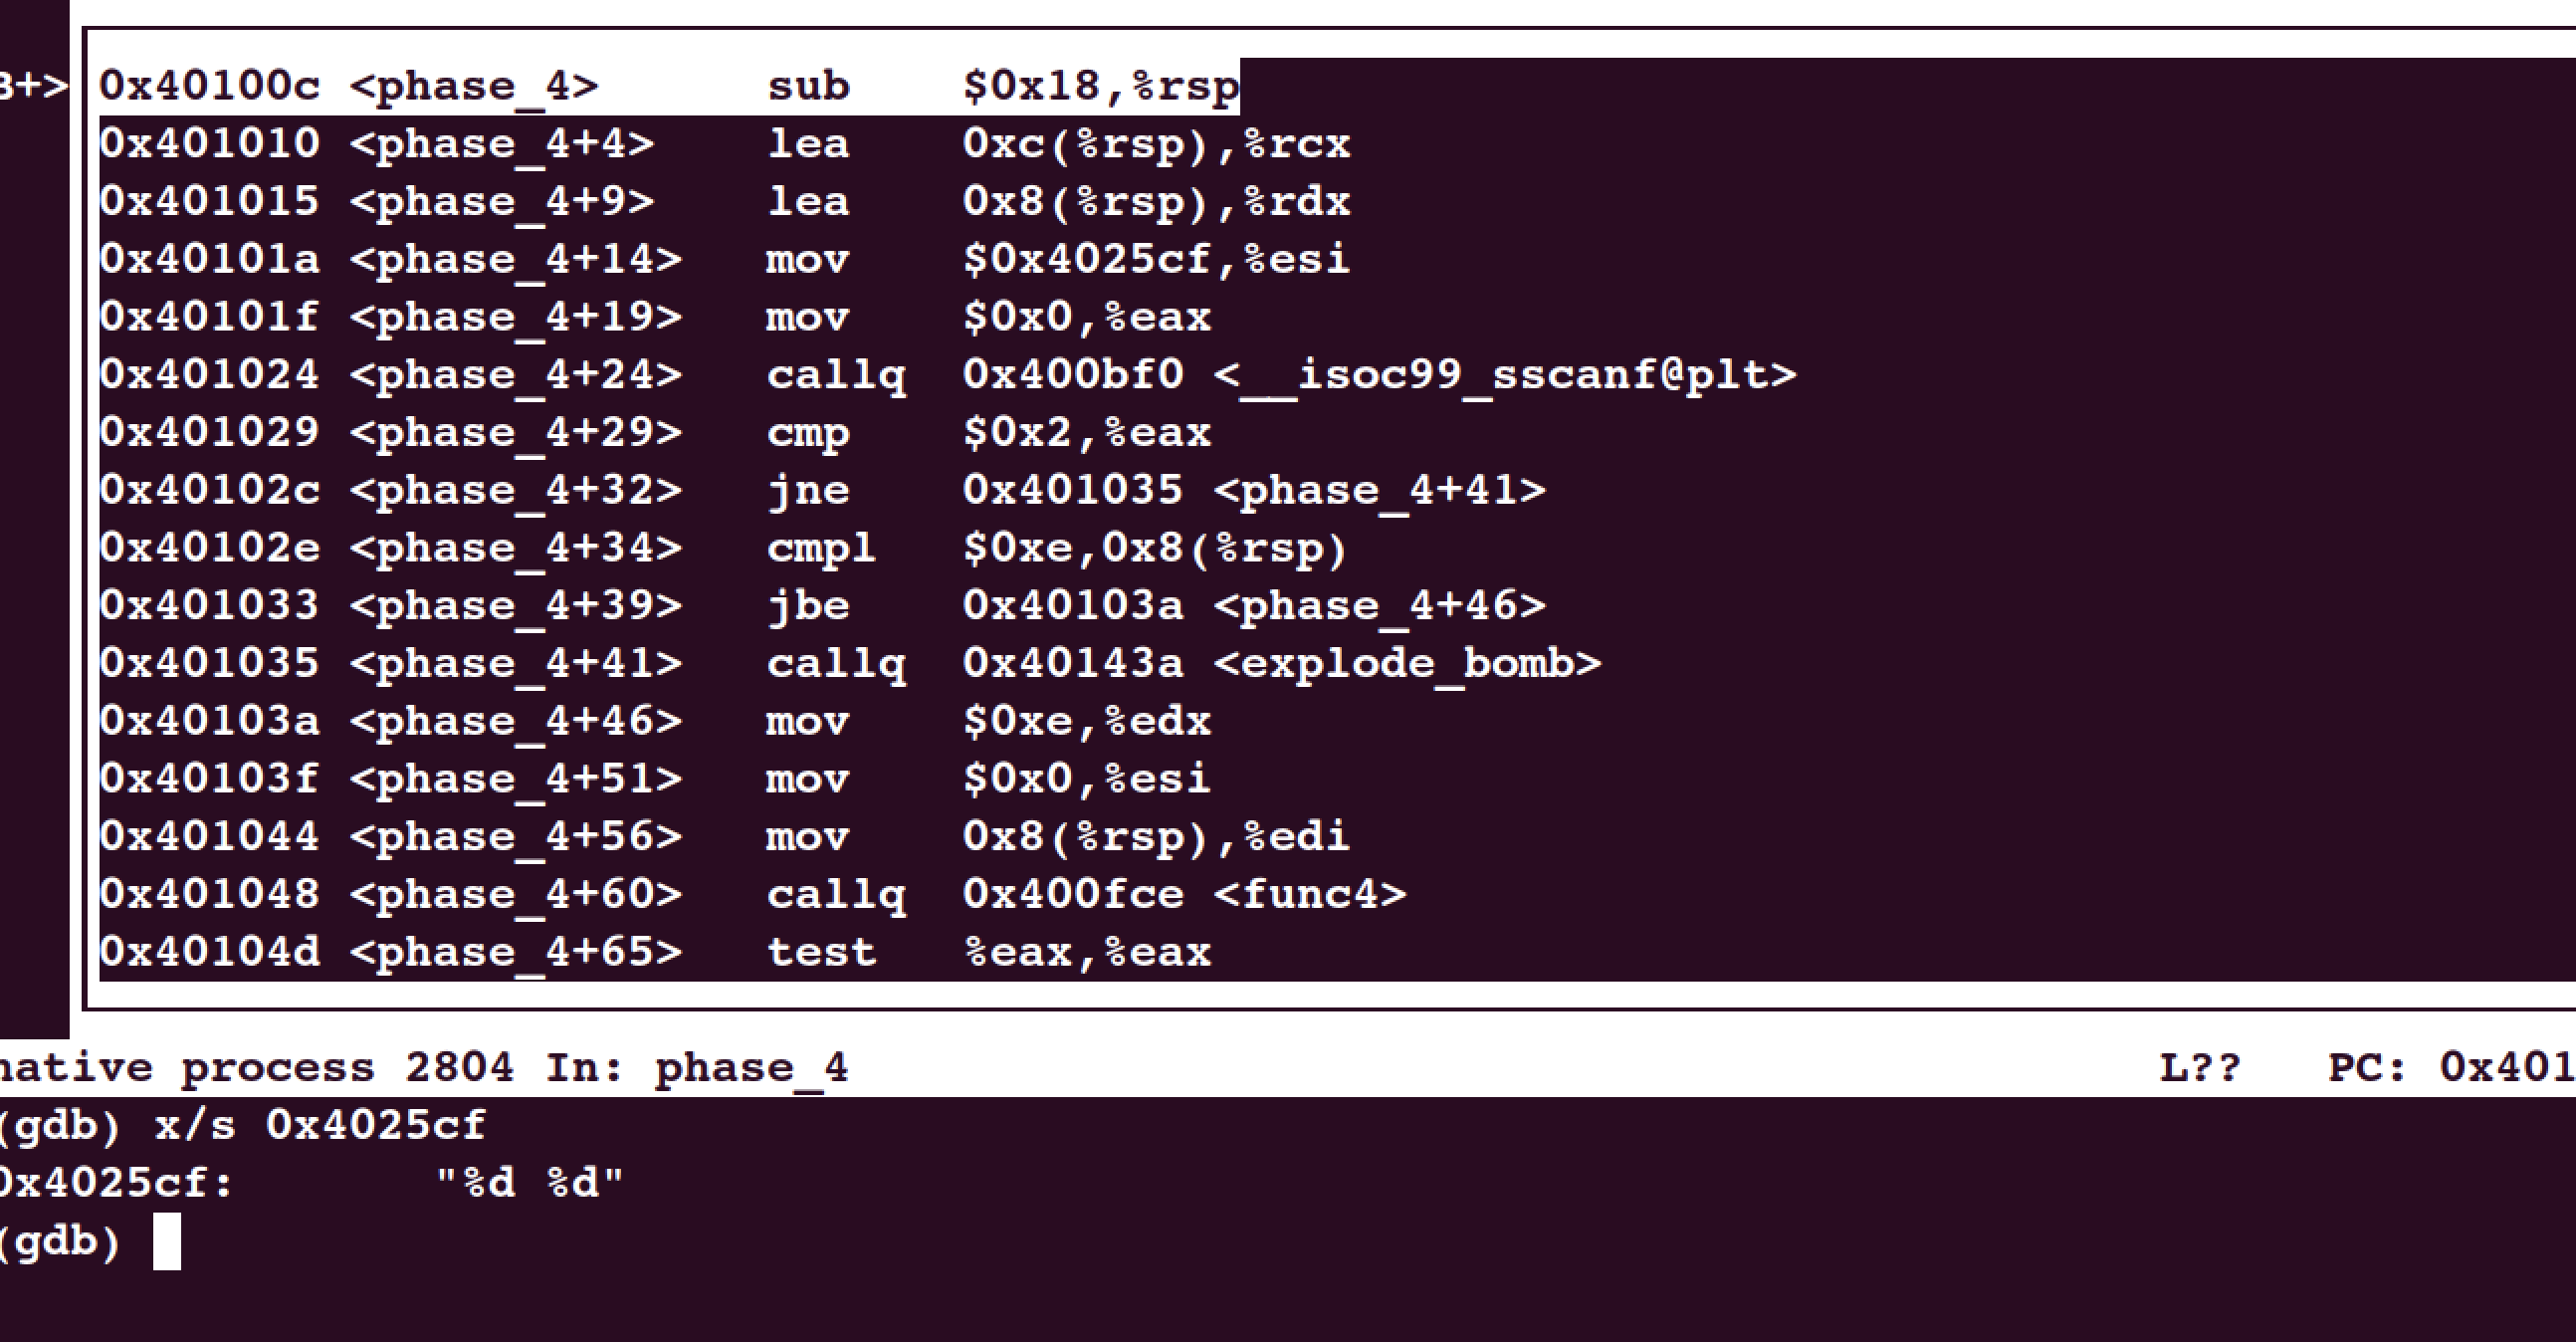 3+> 0x40100c <phase_4> sub $0x18,%rsp
0x401010 <phase_4+4> lea 0xc(%rsp),%rcx
0x401015 <phase_4+9> lea 0x8(%rsp),%rdx
0x40101a <phase_4+14> mov $0x4025cf,%esi
0x40101f <phase_4+19> mov $0x0,%eax
0x401024 <phase_4+24> callq 0x400bf0 <__isoc99_sscanf@plt>
0x401029 <phase_4+29> cmp $0x2,%eax
0x40102c <phase_4+32> jne 0x401035 <phase_4+41>
0x40102e <phase_4+34> cmpl $0xe,0x8(%rsp)
0x401033 <phase_4+39> jbe 0x40103a <phase_4+46>
0x401035 <phase_4+41> callq 0x40143a <explode_bomb>
0x40103a <phase_4+46> mov $0xe,%edx
0x40103f <phase_4+51> mov $0x0,%esi
0x401044 <phase_4+56> mov 0x8(%rsp),%edi
0x401048 <phase_4+60> callq 0x400fce <func4>
0x40104d <phase_4+65> test %eax,%eax
native process 2804 In: phase_4 L?? PC: 0x401
(gdb) x/s 0x4025cf
0x4025cf: "%d %d"
(gdb)